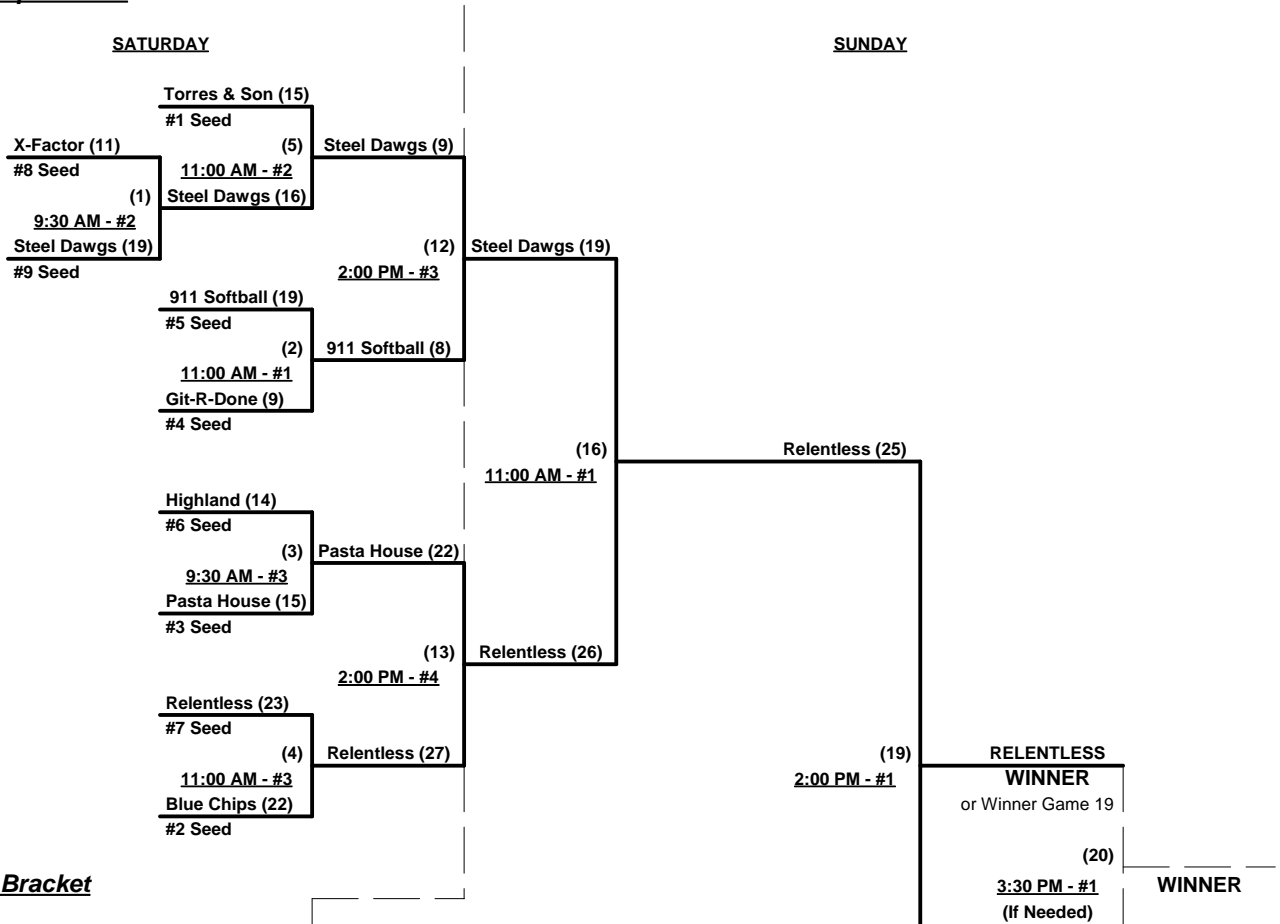 SATURDAY
SUNDAY
Torres & Son (15)
#1 Seed
X-Factor (11)
(5)
Steel Dawgs (9)
#8 Seed
11:00 AM - #2
(1)
Steel Dawgs (16)
9:30 AM - #2
Steel Dawgs (19)
(12)
Steel Dawgs (19)
#9 Seed
2:00 PM - #3
911 Softball (19)
#5 Seed
(2)
911 Softball (8)
11:00 AM - #1
Git-R-Done (9)
#4 Seed
(16)
Relentless (25)
11:00 AM - #1
Highland (14)
#6 Seed
(3)
Pasta House (22)
9:30 AM - #3
Pasta House (15)
#3 Seed
(13)
Relentless (26)
2:00 PM - #4
Relentless (23)
#7 Seed
(4)
Relentless (27)
(19)
RELENTLESS
11:00 AM - #3
2:00 PM - #1
WINNER
Blue Chips (22)
or Winner Game 19
#2 Seed
(20)
Bracket
3:30 PM - #1
WINNER
(If Needed)